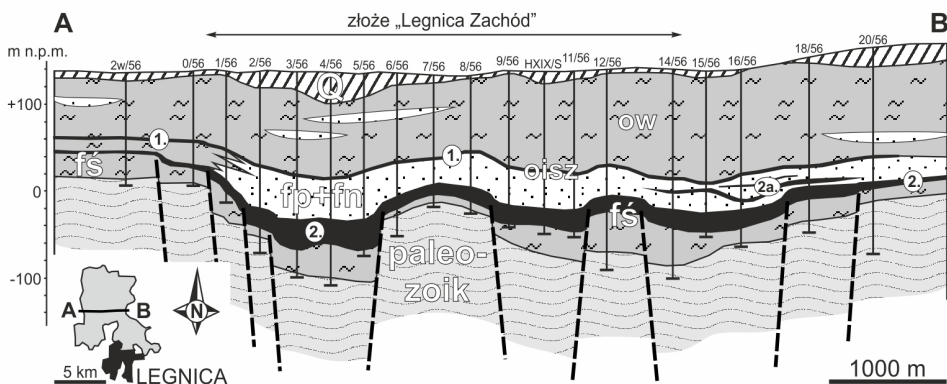 A
złoże „Legnica Zachód”
B
m n.p.m.
2w/56 0/56 1/56 2/56 3/56 4/56 5/56 6/56 7/56 8/56 9/56 HXIX/S 11/56 12/56 14/56 15/56 16/56 18/56 20/56
Q
+100
ow
1.
1.
fś
oisz
0
fp+fn
2a.
2.
fś
2.
paleo-
zoik
-100
A B
N
5 km
LEGNICA
1000 m